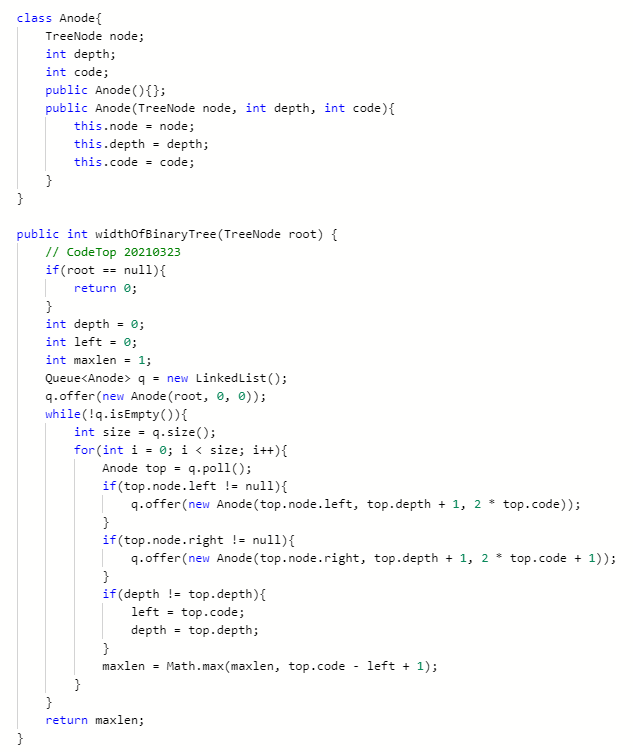 class Anode{
    TreeNode node;
    int depth;
    int code;
    public Anode(){};
    public Anode(TreeNode node, int depth, int code){
        this.node = node;
        this.depth = depth;
        this.code = code;
    }
}

public int widthOfBinaryTree(TreeNode root) {
    // CodeTop 20210323
    if(root == null){
        return 0;
    }
    int depth = 0;
    int left = 0;
    int maxlen = 1;
    Queue<Anode> q = new LinkedList();
    q.offer(new Anode(root, 0, 0));
    while(!q.isEmpty()){
        int size = q.size();
        for(int i = 0; i < size; i++){
            Anode top = q.poll();
            if(top.node.left != null){
                q.offer(new Anode(top.node.left, top.depth + 1, 2 * top.code));
            }
            if(top.node.right != null){
                q.offer(new Anode(top.node.right, top.depth + 1, 2 * top.code + 1));
            }
            if(depth != top.depth){
                left = top.code;
                depth = top.depth;
            }
            maxlen = Math.max(maxlen, top.code - left + 1);
        }
    }
    return maxlen;
}